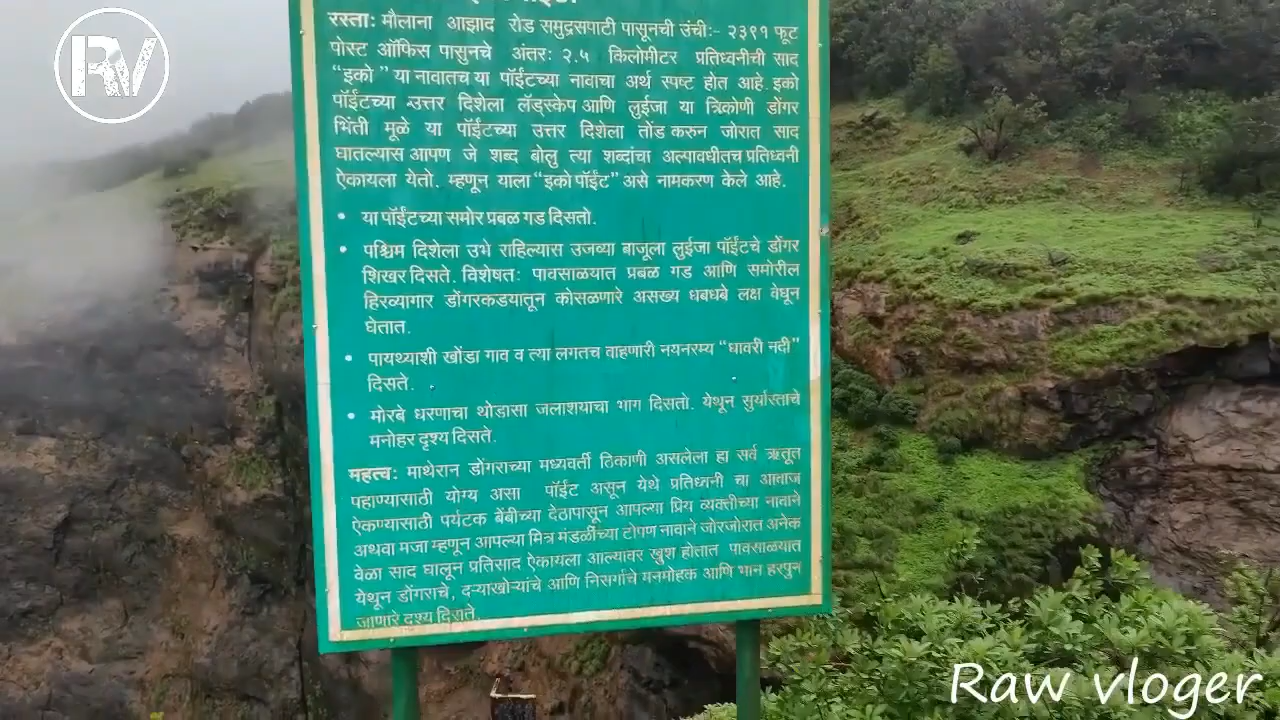 RV
रस्ता: मौलाना आझाद रोड समुद्रसपाटी पासूनची उंची:- २३९१ फूट
पोस्ट ऑफिस पासुनचे अंतर: २.५ किलोमीटर प्रतिध्वनीची साद
“इको ” या नावातच या पॉईंटच्या नावाचा अर्थ स्पष्ट होत आहे. इको
पॉईंटच्या उत्तर दिशेला लॅंड्स्केप आणि लुईजा या त्रिकोणी डोंगर
भिंती मूळे या पॉईंटच्या उत्तर दिशेला तोंड करुन जोरात साद
घातल्यास आपण जे शब्द बोलु त्या शब्दांचा अल्पावधीतच प्रतिध्वनी
ऐकायला येतो. म्हणून याला “इको पॉईंट” असे नामकरण केले आहे.
• या पॉईंटच्या समोर प्रबळ गड दिसतो.
• पश्चिम दिशेला उभे राहिल्यास उजव्या बाजूला लुईजा पॉईंटचे डोंगर
शिखर दिसते. विशेषतः पावसाळयात प्रबळ गड आणि समोरील
हिरव्यागार डोंगरकडयातून कोसळणारे असख्य धबधबे लक्ष वेधून
घेतात.
• पायथ्याशी खोंडा गाव व त्या लगतच वाहणारी नयनरम्य “धावरी नदी”
दिसते.
• मोरबे धरणाचा थोडासा जलाशयाचा भाग दिसतो. येथून सुर्यास्ताचे
मनोहर दृश्य दिसते.
महत्व: माथेरान डोंगराच्या मध्यवर्ती ठिकाणी असलेला हा सर्व ऋतूत
पहाण्यासाठी योग्य असा पॉईंट असून येथे प्रतिध्वनी चा आवाज
ऐकण्यासाठी पर्यटक बेंबीच्या देठापासून आपल्या प्रिय व्यक्तीच्या नावाने
अथवा मजा म्हणून आपल्या मित्र मंडळींच्या टोपण नावाने जोरजोरात अनेक
वेळा साद घालून प्रतिसाद ऐकायला आल्यावर खुश होतात पावसाळयात
येथून डोंगराचे, दऱ्याखोऱ्यांचे आणि निसर्गाचे मनमोहक आणि भान हरपुन
जाणारे दृश्य दिसते.
Raw vloger